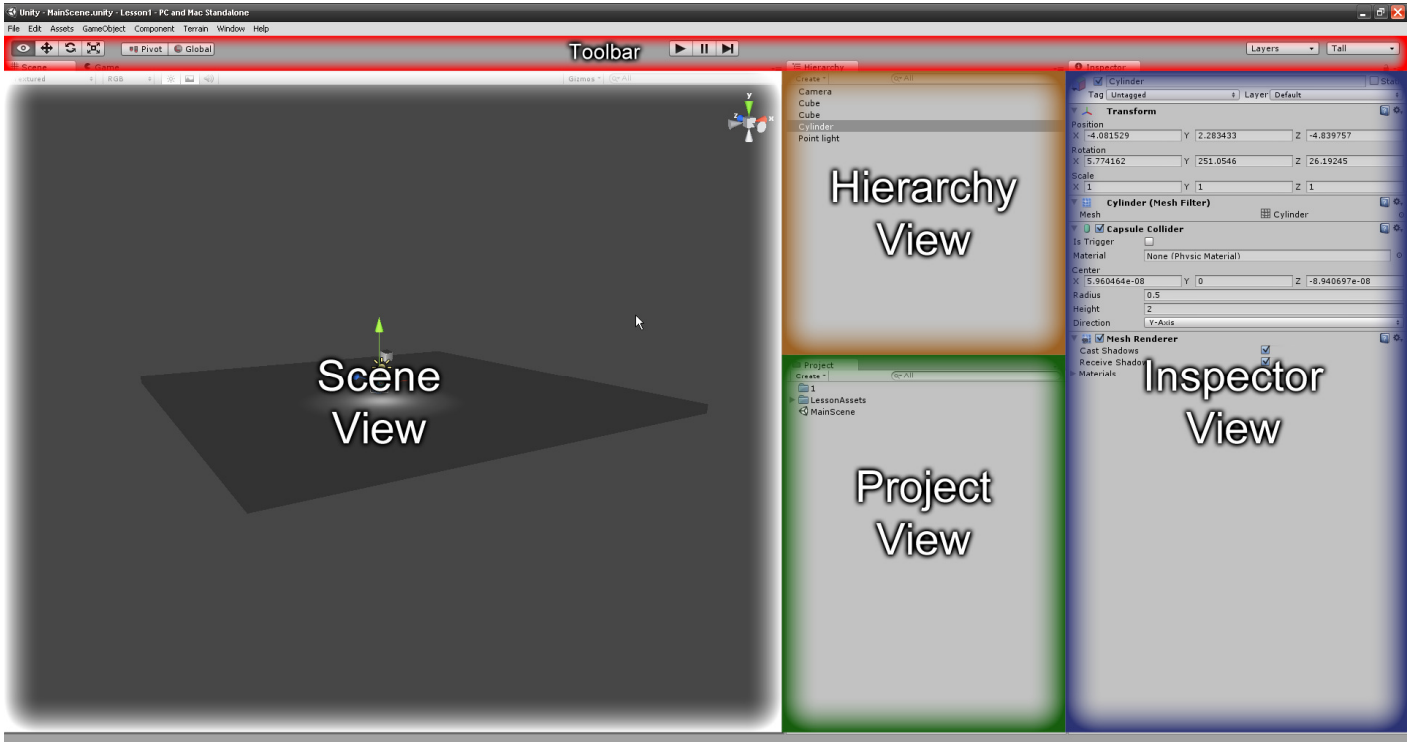 Unity - MainScene.unity - Lesson1 - PC and Mac Standalone
File Edit Assets GameObject Component Terrain Window Help
Pivot Global Toolbar Layers Tall
Scene Game Hierarchy Inspector
RGB Gizmos All Create All Cylinder
Tag Untagged Layer Default
Camera
Cube
Cube
Cylinder
Point light
y
z x
Hierarchy
View
Transform
Position
X -4.081529 Y 2.283433 Z -4.839757
Rotation
X 5.774162 Y 251.0546 Z 26.19245
Scale
X 1 Y 1 Z 1
Cylinder (Mesh Filter)
Mesh Cylinder
Capsule Collider
Is Trigger
Material None (Physic Material)
Center
X 5.960464e-08 Y 0 Z -8.940697e-08
Radius 0.5
Height 2
Direction Y-Axis
Mesh Renderer
Cast Shadows
Receive Shadow
Materials
Scene
View
Project
Create All
1
LessonAssets
MainScene
Project
View
Inspector
View